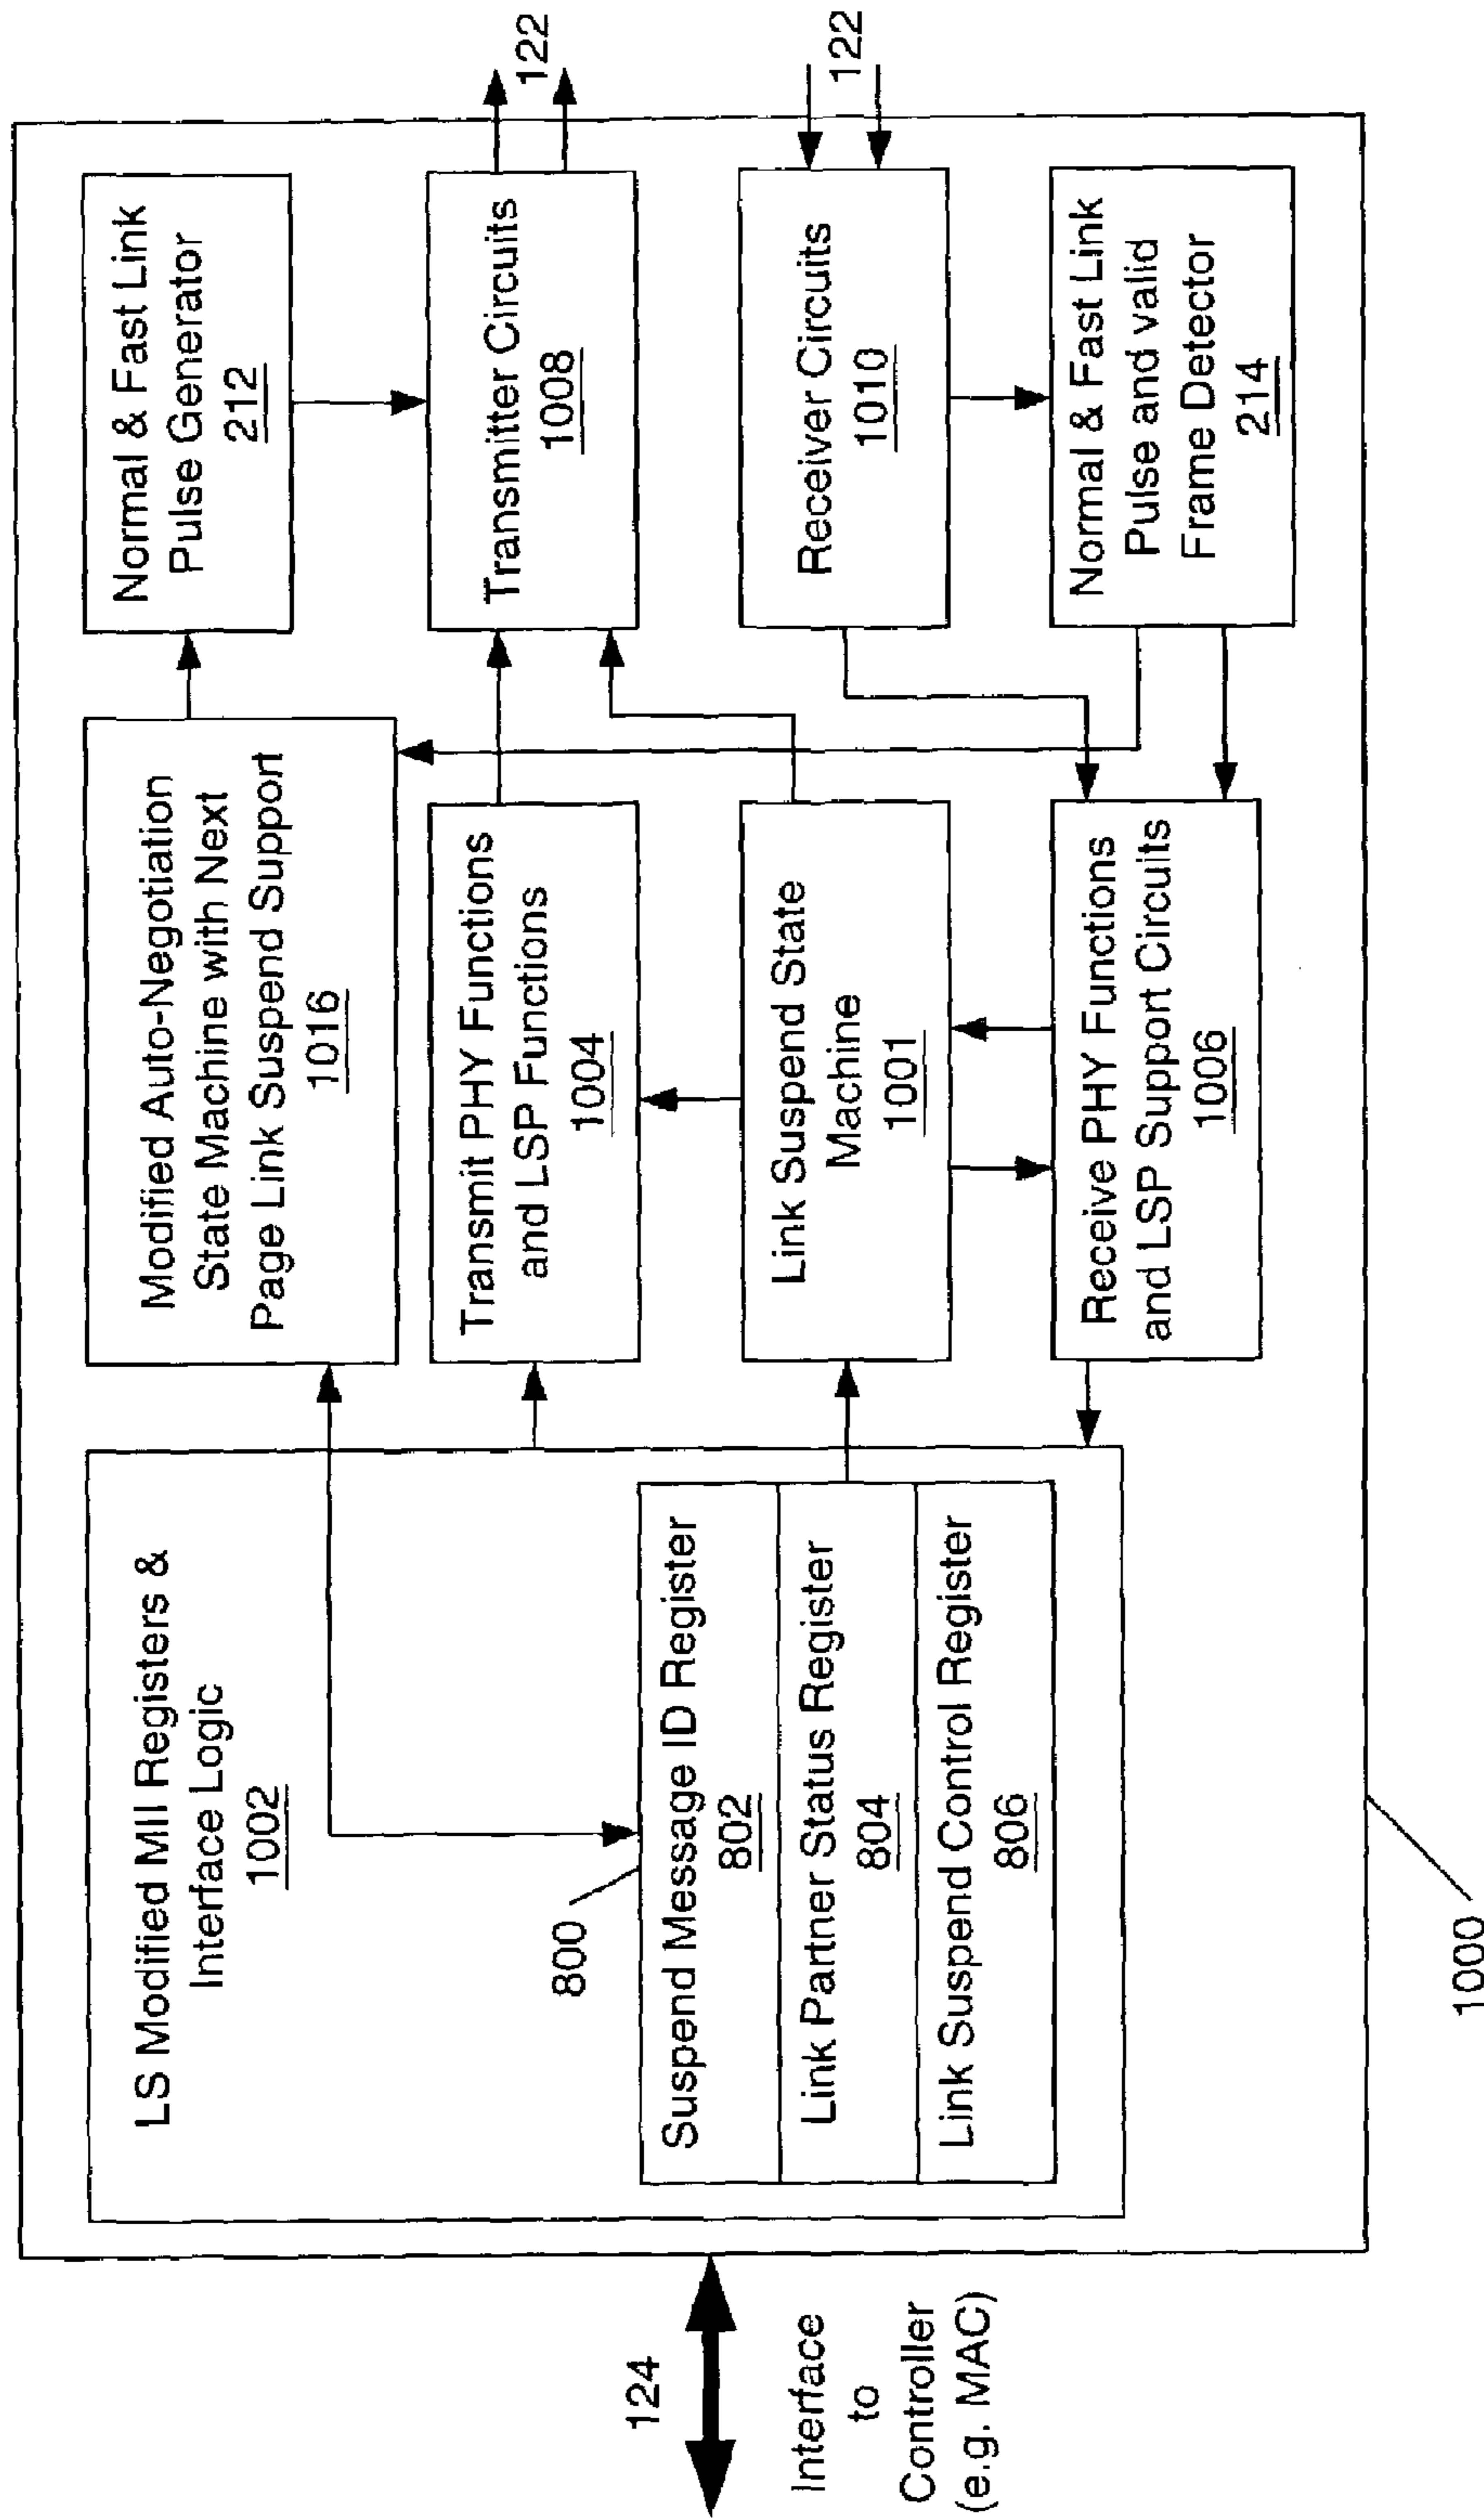 124
Interface
to
Controller
(e.g. MAC)
LS Modified MII Registers &
Interface Logic
1002
800
Suspend Message ID Register
802
Link Partner Status Register
804
Link Suspend Control Register
806
Modified Auto-Negotiation
State Machine with Next
Page Link Suspend Support
1016
Transmit PHY Functions
and LSP Functions
1004
Link Suspend State
Machine
1001
Receive PHY Functions
and LSP Support Circuits
1006
Normal & Fast Link
Pulse Generator
212
Transmitter Circuits
1008
Receiver Circuits
1010
Normal & Fast Link
Pulse and valid
Frame Detector
214
122
122
1000